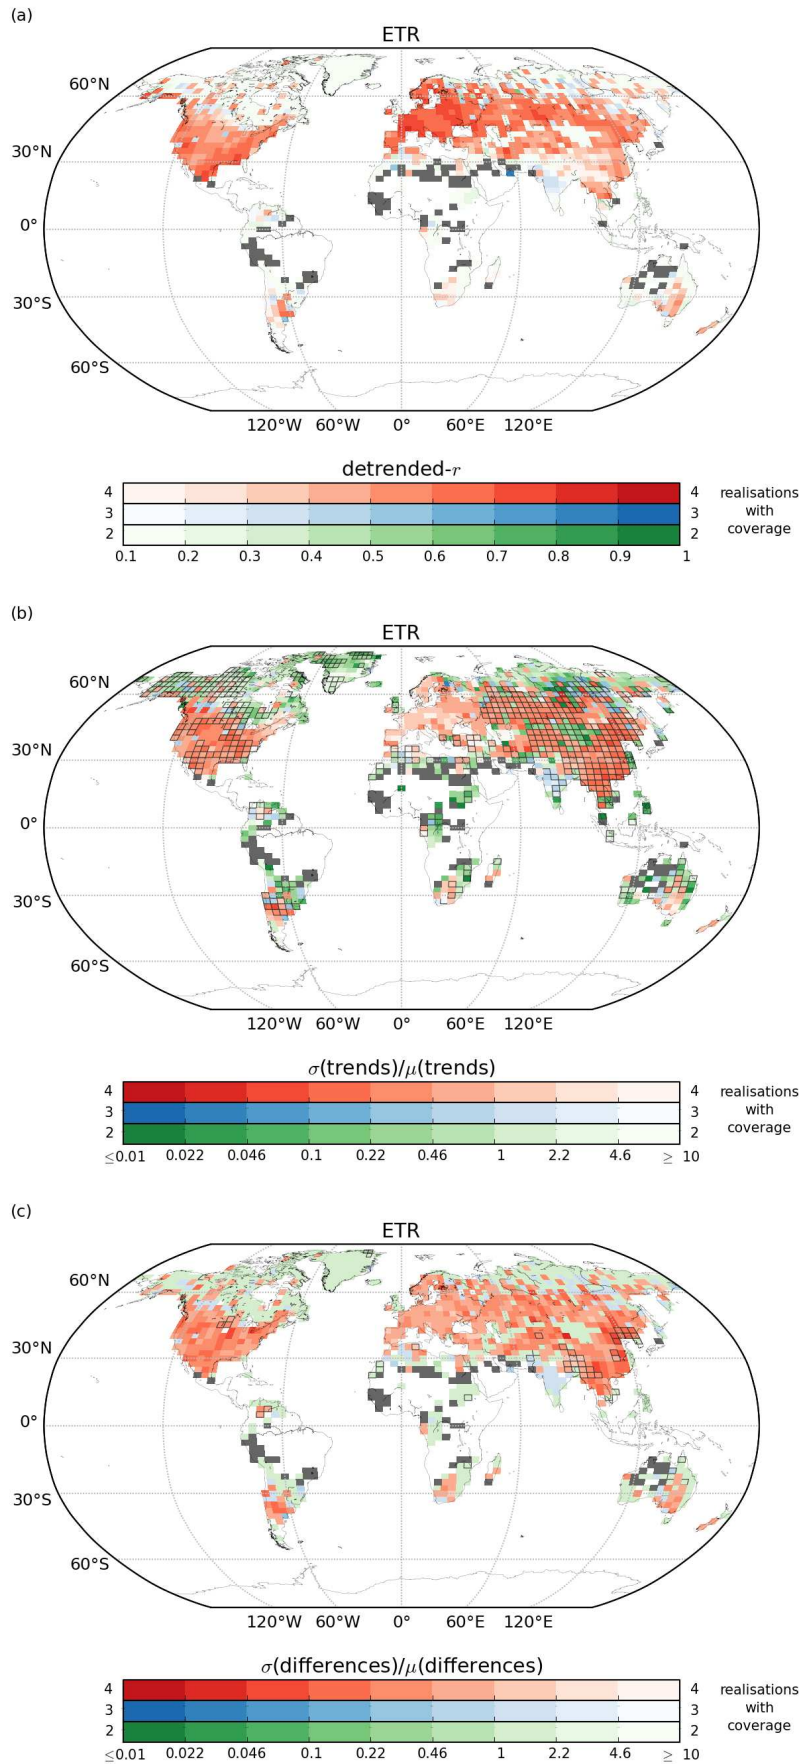 (a)
ETR
60°N
30°N
0°
30°S
60°S
120°W 60°W 0° 60°E 120°E
detrended-r
4 4 realisations
3 3 with
2 2 coverage
0.1 0.2 0.3 0.4 0.5 0.6 0.7 0.8 0.9 1
(b)
ETR
60°N
30°N
0°
30°S
60°S
120°W 60°W 0° 60°E 120°E
σ(trends)/μ(trends)
4 4 realisations
3 3 with
2 2 coverage
≤0.01 0.022 0.046 0.1 0.22 0.46 1 2.2 4.6 ≥ 10
(c)
ETR
60°N
30°N
0°
30°S
60°S
120°W 60°W 0° 60°E 120°E
σ(differences)/μ(differences)
4 4 realisations
3 3 with
2 2 coverage
≤0.01 0.022 0.046 0.1 0.22 0.46 1 2.2 4.6 ≥ 10